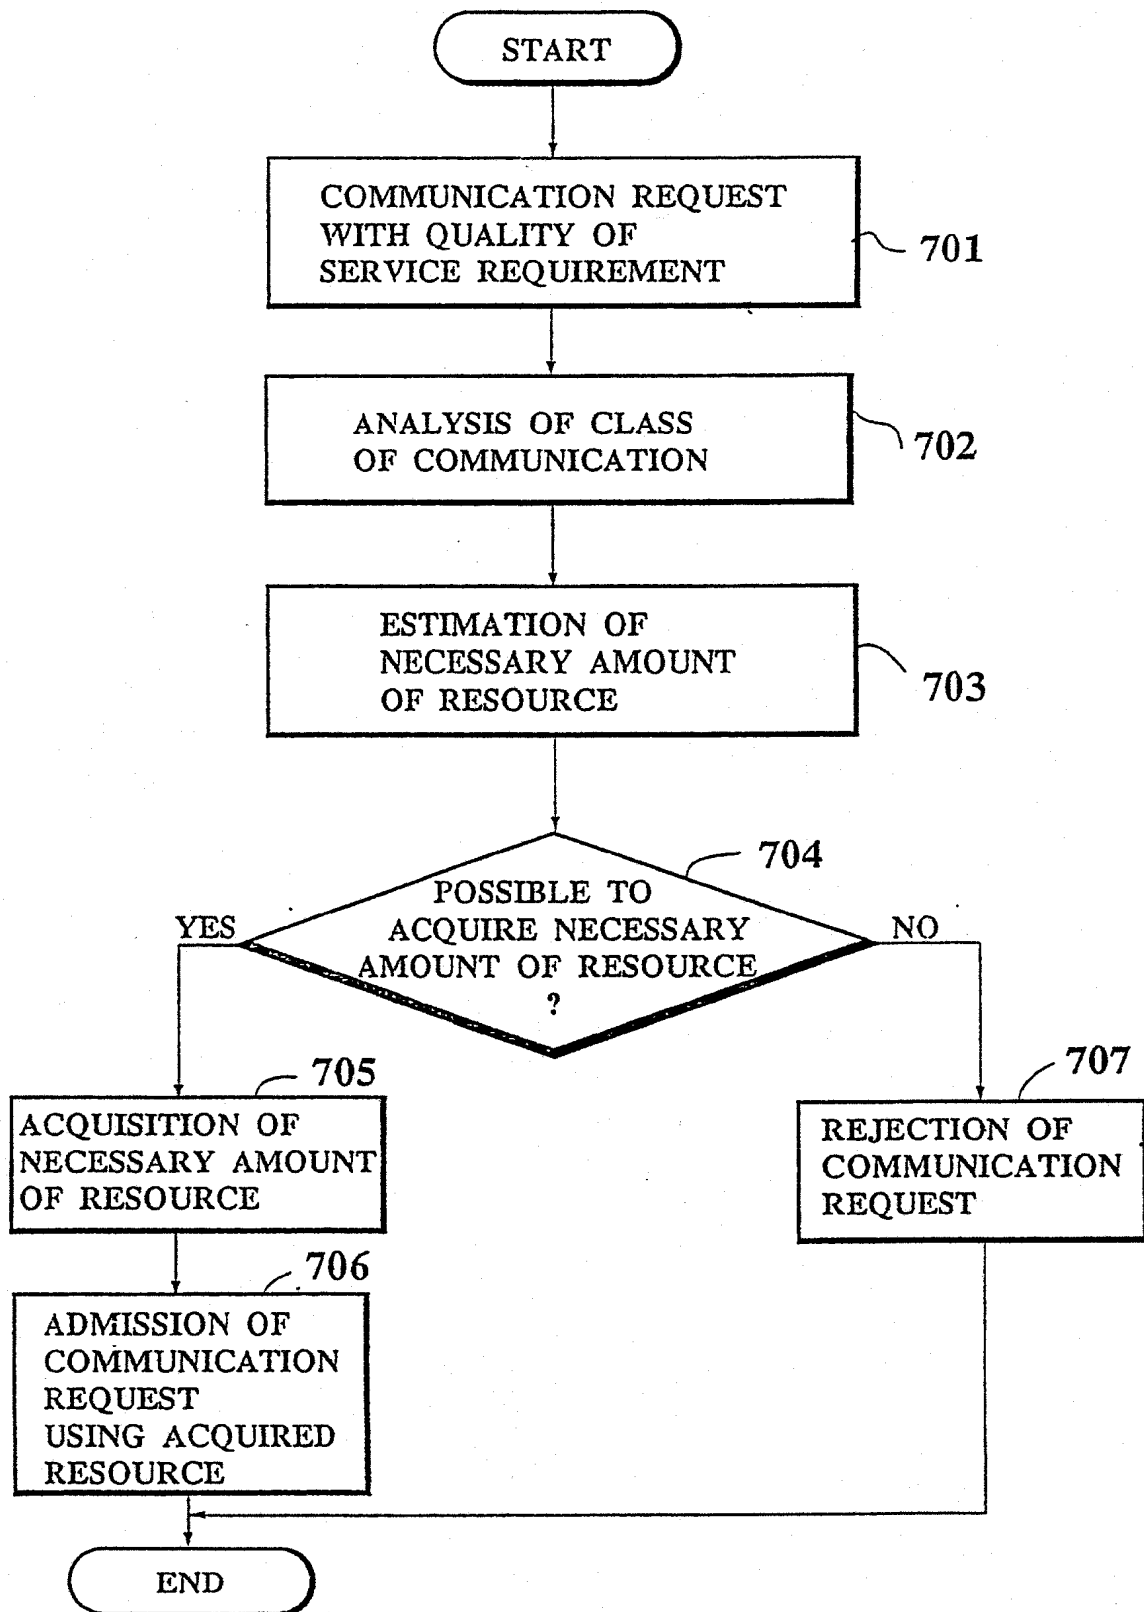 START
COMMUNICATION REQUEST
WITH QUALITY OF
SERVICE REQUIREMENT
701
ANALYSIS OF CLASS
OF COMMUNICATION
702
ESTIMATION OF
NECESSARY AMOUNT
OF RESOURCE
703
704
POSSIBLE TO
ACQUIRE NECESSARY
AMOUNT OF RESOURCE
?
YES
NO
705
ACQUISITION OF
NECESSARY AMOUNT
OF RESOURCE
707
REJECTION OF
COMMUNICATION
REQUEST
706
ADMISSION OF
COMMUNICATION
REQUEST
USING ACQUIRED
RESOURCE
END